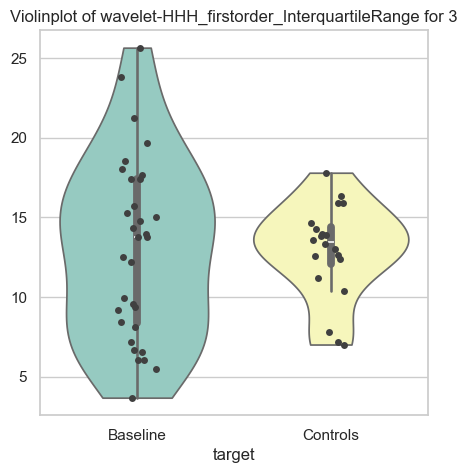 Violinplot of wavelet-HHH_firstorder_InterquartileRange for 3
25
20
15
10
5
Baseline Controls
target